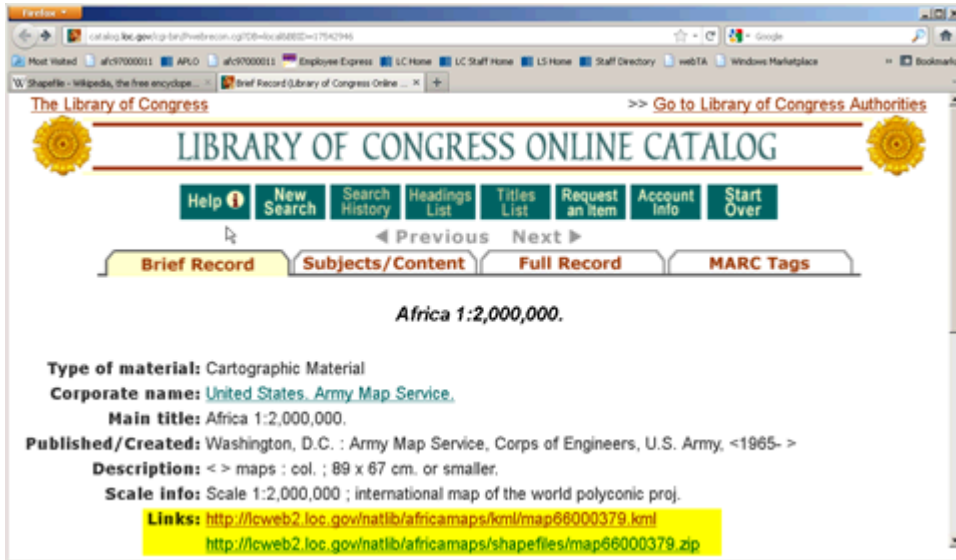 Firefox
catalog.loc.gov/cgi-bin/Pwebrecon.cgi?DB=local&BBID=17542946
Google
Most Visited afc97000011 APLO afc97000011 Employee Express LC Home LC Staff Home LS Home Staff Directory webTA Windows Marketplace » Bookmarks
W Shapefile - Wikipedia, the free encyclope... × Brief Record (Library of Congress Online ... × +
The Library of Congress >> Go to Library of Congress Authorities
LIBRARY OF CONGRESS ONLINE CATALOG
Help i New Search Search History Headings List Titles List Request an Item Account Info Start Over
Previous Next
Brief Record Subjects/Content Full Record MARC Tags
Africa 1:2,000,000.
Type of material: Cartographic Material
Corporate name: United States. Army Map Service.
Main title: Africa 1:2,000,000.
Published/Created: Washington, D.C. : Army Map Service, Corps of Engineers, U.S. Army, <1965- >
Description: < > maps : col. ; 89 x 67 cm. or smaller.
Scale info: Scale 1:2,000,000 ; international map of the world polyconic proj.
Links: http://lcweb2.loc.gov/natlib/africamaps/kml/map66000379.kml
http://lcweb2.loc.gov/natlib/africamaps/shapefiles/map66000379.zip